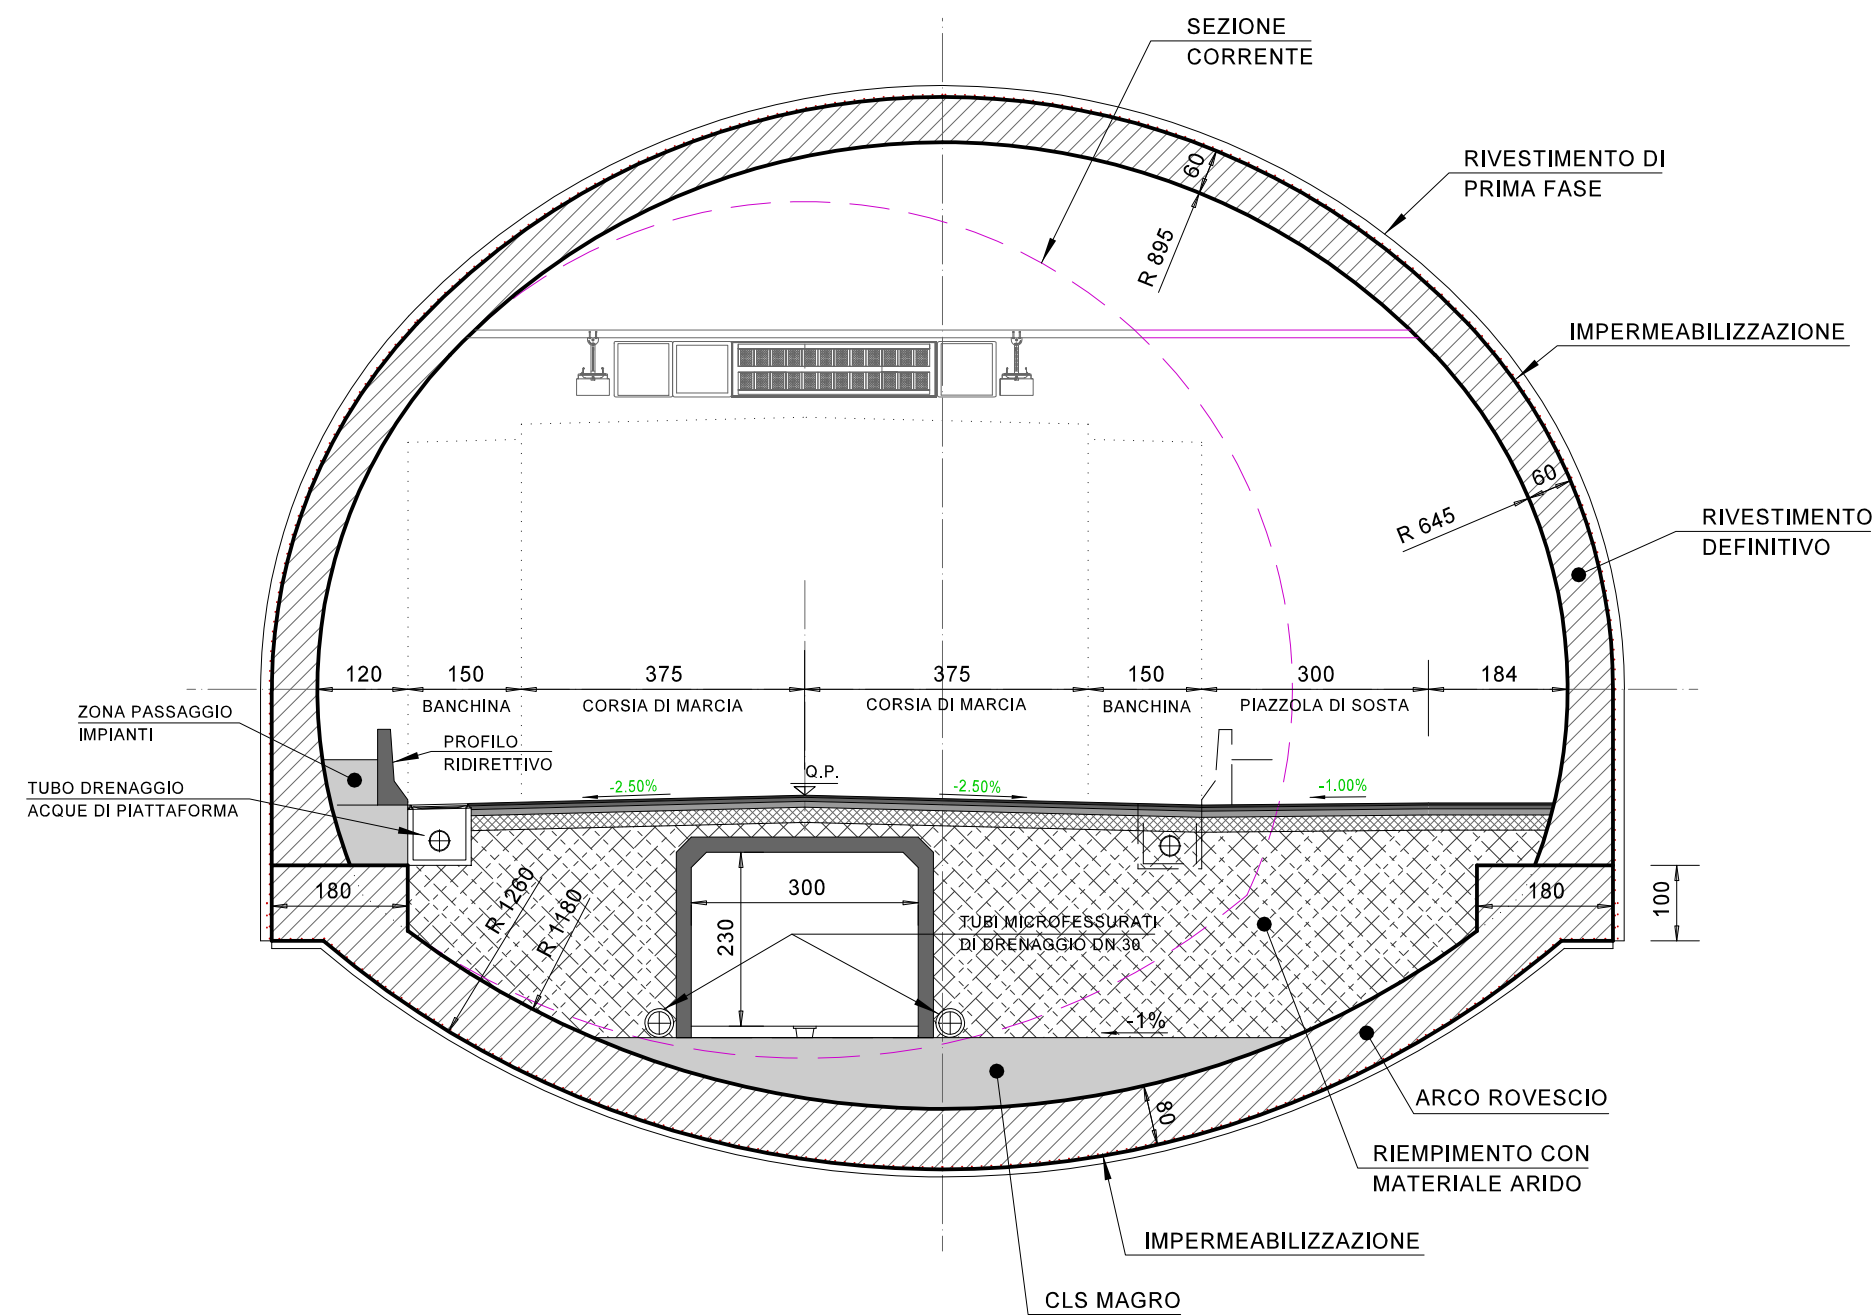 SEZIONE
CORRENTE
RIVESTIMENTO DI
PRIMA FASE
60
R 895
IMPERMEABILIZZAZIONE
60
R 645
RIVESTIMENTO
DEFINITIVO
120
150
375
375
150
300
184
BANCHINA
CORSIA DI MARCIA
CORSIA DI MARCIA
BANCHINA
PIAZZOLA DI SOSTA
ZONA PASSAGGIO
IMPIANTI
PROFILO
RIDIRETTIVO
Q.P.
TUBO DRENAGGIO
ACQUE DI PIATTAFORMA
-2.50%
-2.50%
-1.00%
180
R 1260
R 1180
300
230
TUBI MICROFESSURATI
DI DRENAGGIO DN 30
180
100
-1%
80
ARCO ROVESCIO
RIEMPIMENTO CON
MATERIALE ARIDO
IMPERMEABILIZZAZIONE
CLS MAGRO